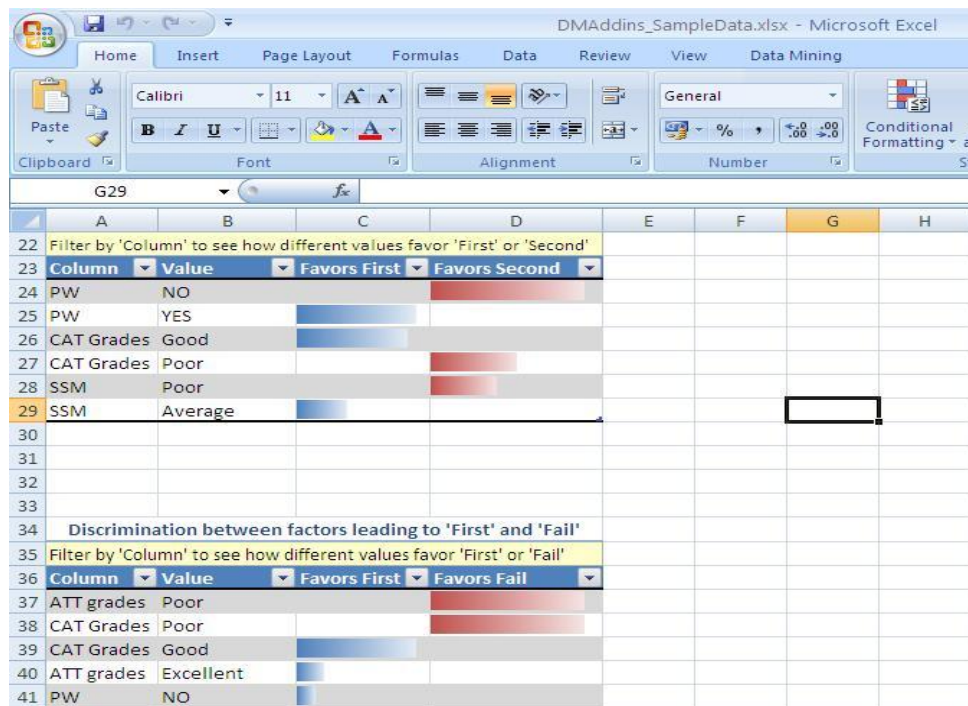 DMAddins_SampleData.xlsx - Microsoft Excel
Home Insert Page Layout Formulas Data Review View Data Mining
Calibri 11 A A General
Paste B I U A % , .0 .00 .00 .0 Conditional Formatting
Clipboard Font Alignment Number S
G29 fx
A B C D E F G H
22 Filter by 'Column' to see how different values favor 'First' or 'Second'
23 Column Value Favors First Favors Second
24 PW NO
25 PW YES
26 CAT Grades Good
27 CAT Grades Poor
28 SSM Poor
29 SSM Average
30
31
32
33
34 Discrimination between factors leading to 'First' and 'Fail'
35 Filter by 'Column' to see how different values favor 'First' or 'Fail'
36 Column Value Favors First Favors Fail
37 ATT grades Poor
38 CAT Grades Poor
39 CAT Grades Good
40 ATT grades Excellent
41 PW NO